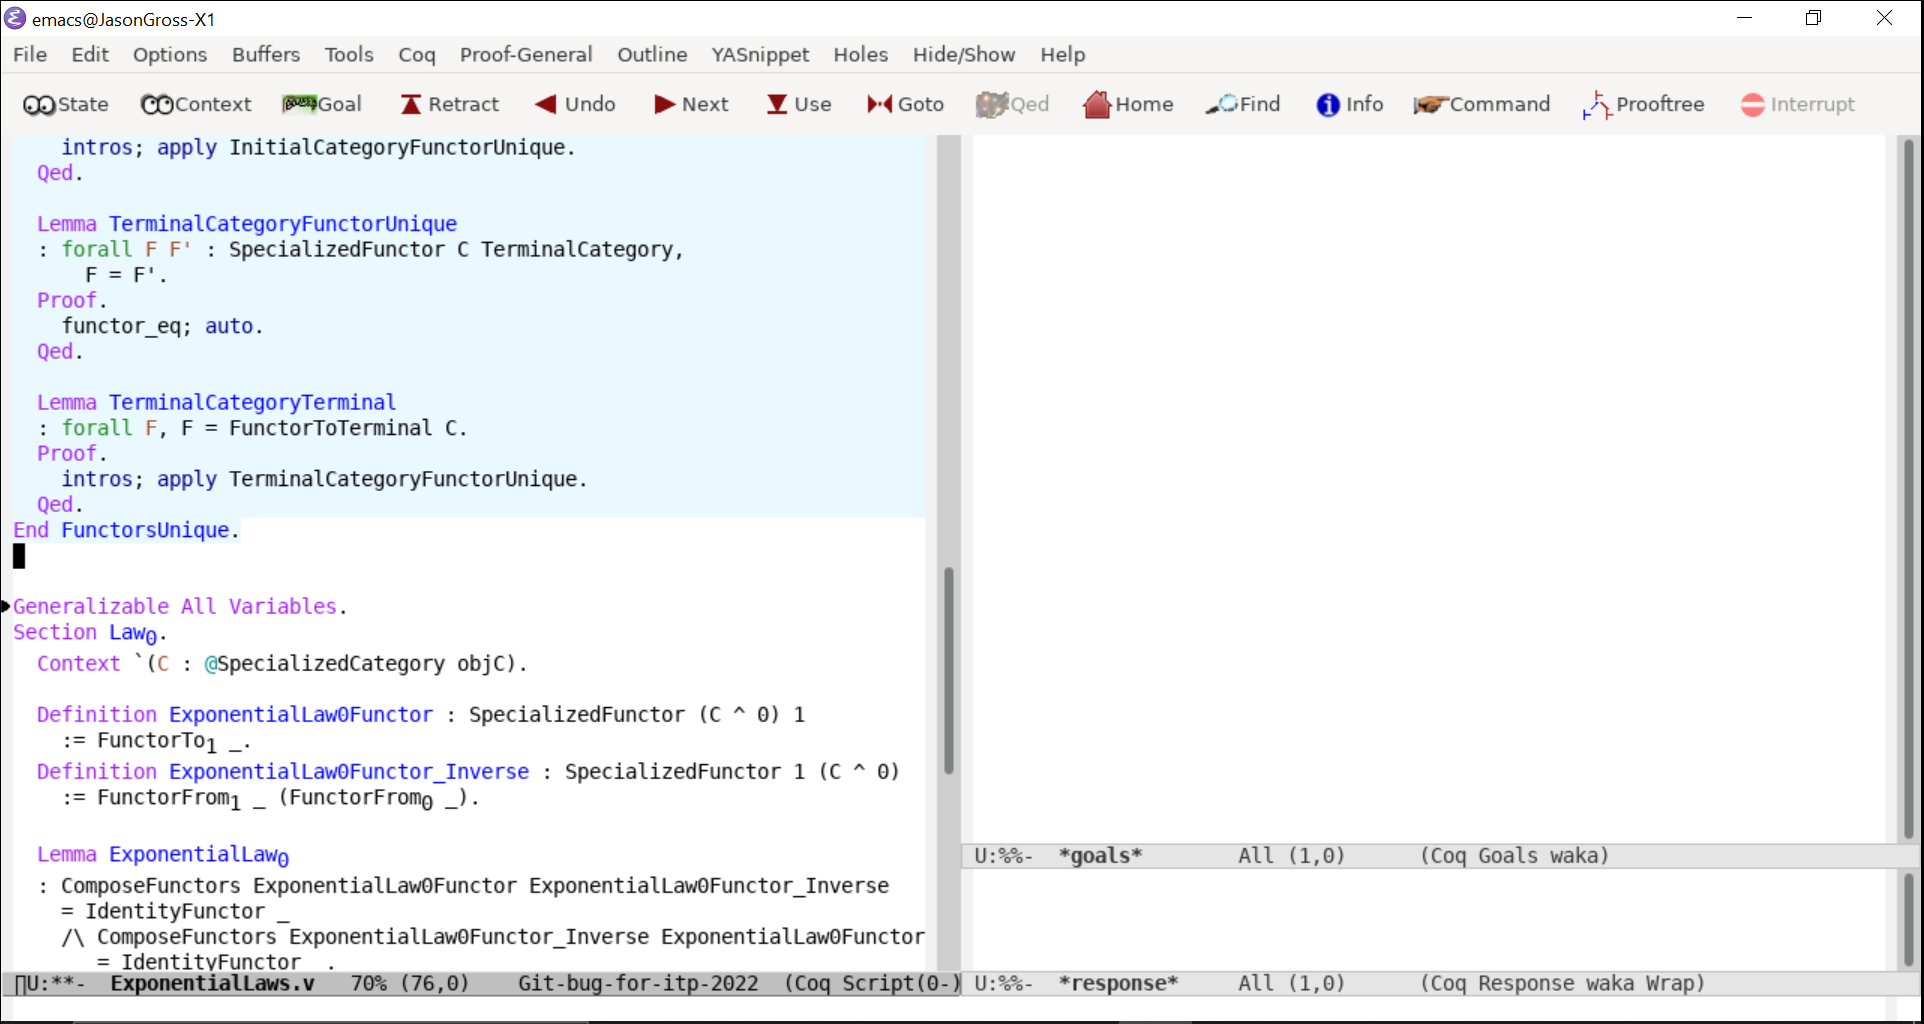 emacs@JasonGross-X1
File Edit Options Buffers Tools Coq Proof-General Outline YASnippet Holes Hide/Show Help
State Context Goal Retract Undo Next Use Goto Qed Home Find Info Command Prooftree Interrupt
intros; apply InitialCategoryFunctorUnique.
Qed.
Lemma TerminalCategoryFunctorUnique
: forall F F' : SpecializedFunctor C TerminalCategory,
F = F'.
Proof.
functor_eq; auto.
Qed.
Lemma TerminalCategoryTerminal
: forall F, F = FunctorToTerminal C.
Proof.
intros; apply TerminalCategoryFunctorUnique.
Qed.
End FunctorsUnique.
Generalizable All Variables.
Section Law₀.
Context `(C : @SpecializedCategory objC).
Definition ExponentialLaw0Functor : SpecializedFunctor (C ^ 0) 1
:= FunctorTo₁ _.
Definition ExponentialLaw0Functor_Inverse : SpecializedFunctor 1 (C ^ 0)
:= FunctorFrom₁ _ (FunctorFrom₀ _).
Lemma ExponentialLaw₀
: ComposeFunctors ExponentialLaw0Functor ExponentialLaw0Functor_Inverse
= IdentityFunctor _
/\ ComposeFunctors ExponentialLaw0Functor_Inverse ExponentialLaw0Functor
= IdentityFunctor _.
U:**- ExponentialLaws.v 70% (76,0) Git-bug-for-itp-2022 (Coq Script(0-)
U:%%- *goals* All (1,0) (Coq Goals waka)
U:%%- *response* All (1,0) (Coq Response waka Wrap)